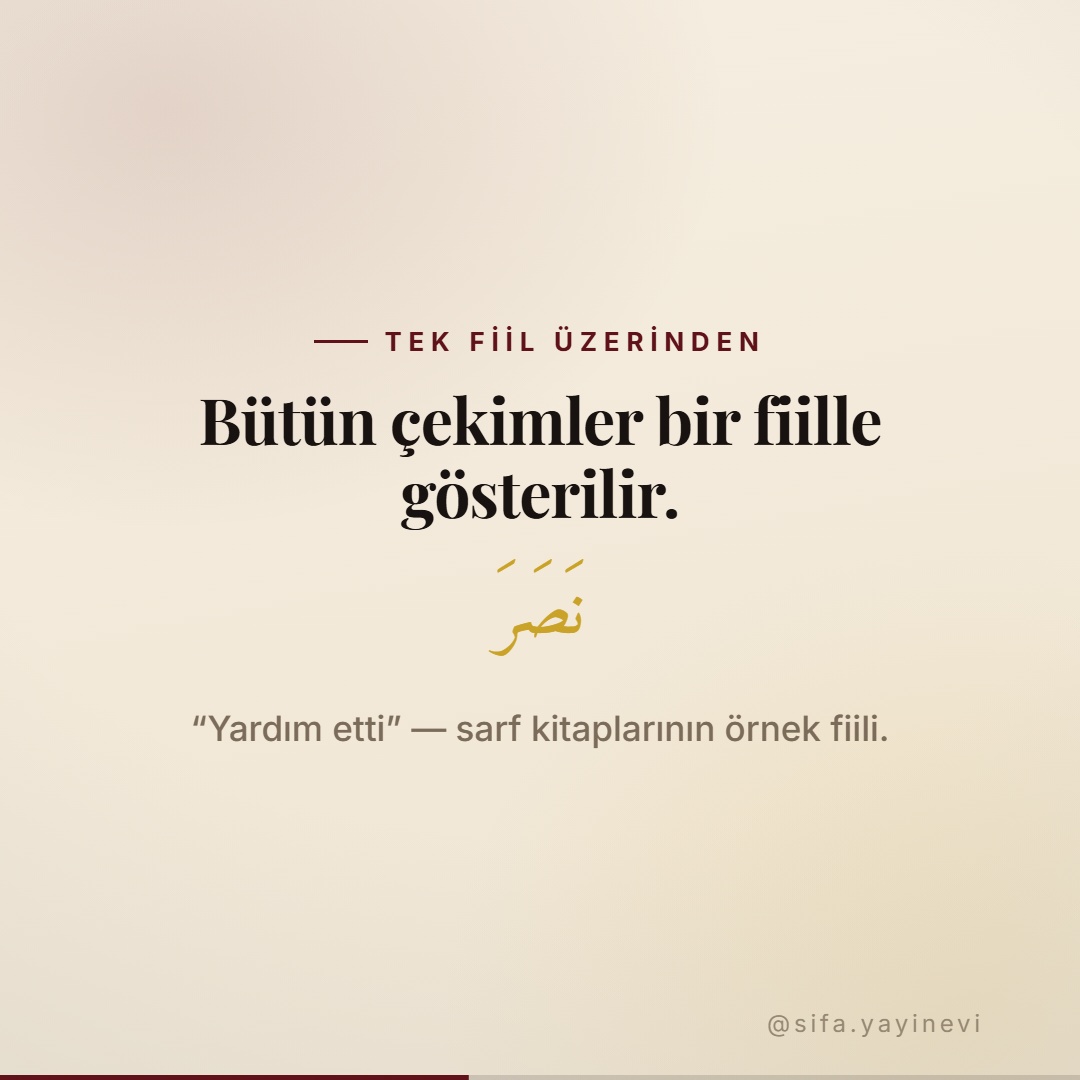 TEK FİİL ÜZERİNDEN
Bütün çekimler bir fiille
gösterilir.
نَصَرَ
“Yardım etti” — sarf kitaplarının örnek fiili.
@sifa.yayinevi